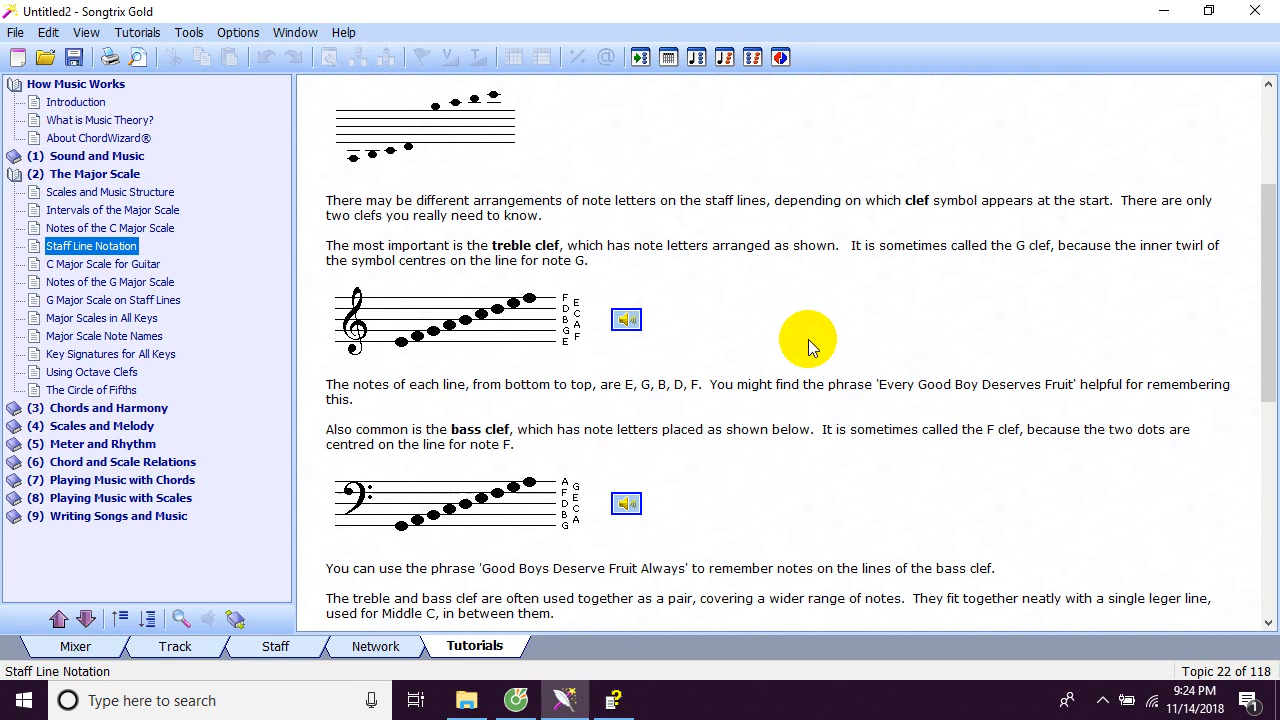 Untitled2 - Songtrix Gold
File Edit View Tutorials Tools Options Window Help
How Music Works
Introduction
What is Music Theory?
About ChordWizard®
(1) Sound and Music
(2) The Major Scale
Scales and Music Structure
Intervals of the Major Scale
Notes of the C Major Scale
Staff Line Notation
C Major Scale for Guitar
Notes of the G Major Scale
G Major Scale on Staff Lines
Major Scales in All Keys
Major Scale Note Names
Key Signatures for All Keys
Using Octave Clefs
The Circle of Fifths
(3) Chords and Harmony
(4) Scales and Melody
(5) Meter and Rhythm
(6) Chord and Scale Relations
(7) Playing Music with Chords
(8) Playing Music with Scales
(9) Writing Songs and Music
There may be different arrangements of note letters on the staff lines, depending on which clef symbol appears at the start. There are only
two clefs you really need to know.
The most important is the treble clef, which has note letters arranged as shown. It is sometimes called the G clef, because the inner twirl of
the symbol centres on the line for note G.
F
E
D
C
B
A
G
F
E
The notes of each line, from bottom to top, are E, G, B, D, F. You might find the phrase 'Every Good Boy Deserves Fruit' helpful for remembering
this.
Also common is the bass clef, which has note letters placed as shown below. It is sometimes called the F clef, because the two dots are
centred on the line for note F.
A
G
F
E
D
C
B
A
G
You can use the phrase 'Good Boys Deserve Fruit Always' to remember notes on the lines of the bass clef.
The treble and bass clef are often used together as a pair, covering a wider range of notes. They fit together neatly with a single leger line,
used for Middle C, in between them.
Mixer Track Staff Network Tutorials
Staff Line Notation
Topic 22 of 118
Type here to search
9:24 PM
11/14/2018
1